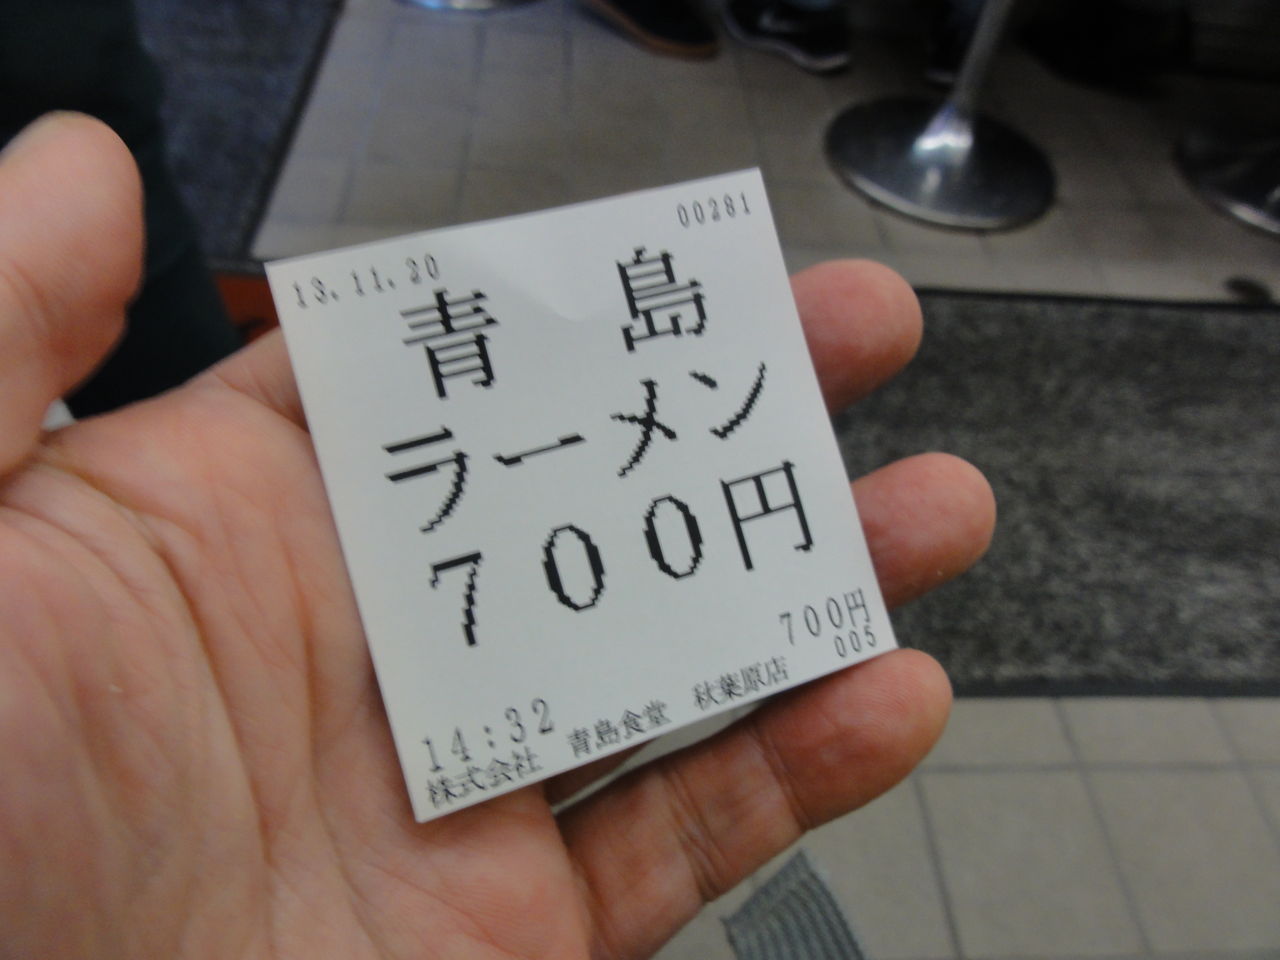 13.11.20 00281
青 島
ラーメン
700円
700円
14:32 005
株式会社 青島食堂 秋葉原店